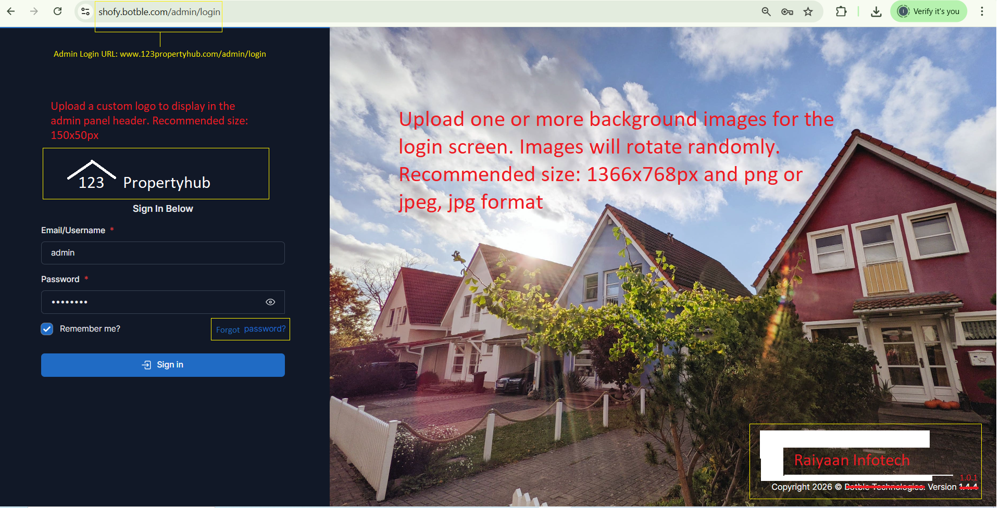 shofy.botble.com/admin/login
Verify it's you
Admin Login URL: www.123propertyhub.com/admin/login
Upload a custom logo to display in the
admin panel header. Recommended size:
150x50px
123 Propertyhub
Sign In Below
Email/Username *
admin
Password *
Remember me?
Forgot password?
Sign in
Upload one or more background images for the
login screen. Images will rotate randomly.
Recommended size: 1366x768px and png or
jpeg, jpg format
Raiyaan Infotech
1.0.1
Copyright 2026 © Botble Technologies. Version 1.4.4